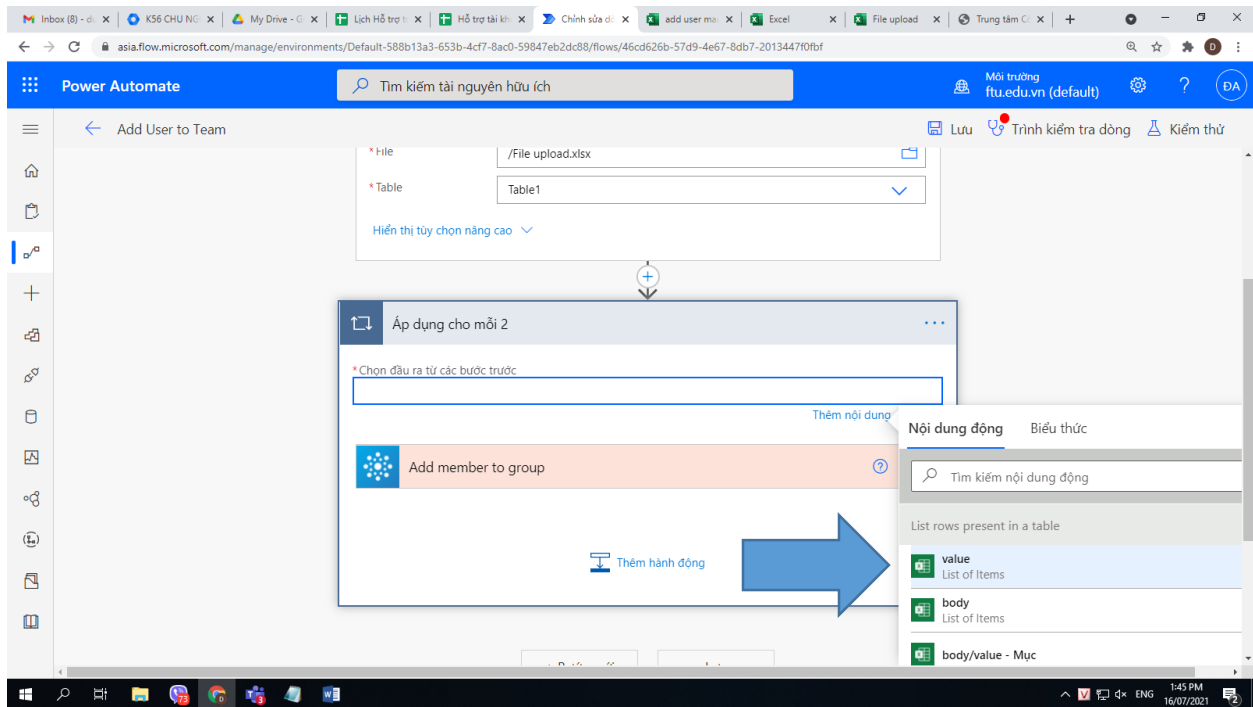 Inbox (8) - du
K56 CHU NG
My Drive - G
Lịch Hỗ trợ t
Hỗ trợ tài kh
Chỉnh sửa dò
add user ma
Excel
File upload
Trung tâm C
asia.flow.microsoft.com/manage/environments/Default-588b13a3-653b-4cf7-8ac0-59847eb2dc88/flows/46cd626b-57d9-4e67-8db7-2013447f0fbf
D
Power Automate
Tìm kiếm tài nguyên hữu ích
Môi trường
ftu.edu.vn (default)
?
ĐA
Add User to Team
Lưu
Trình kiểm tra dòng
Kiểm thử
* File
/File upload.xlsx
* Table
Table1
Hiển thị tùy chọn nâng cao
Áp dụng cho mỗi 2
* Chọn đầu ra từ các bước trước
Thêm nội dung
Add member to group
Thêm hành động
Nội dung động
Biểu thức
Tìm kiếm nội dung động
List rows present in a table
value
List of Items
body
List of Items
body/value - Mục
73
3
ENG
1:45 PM
16/07/2021
2